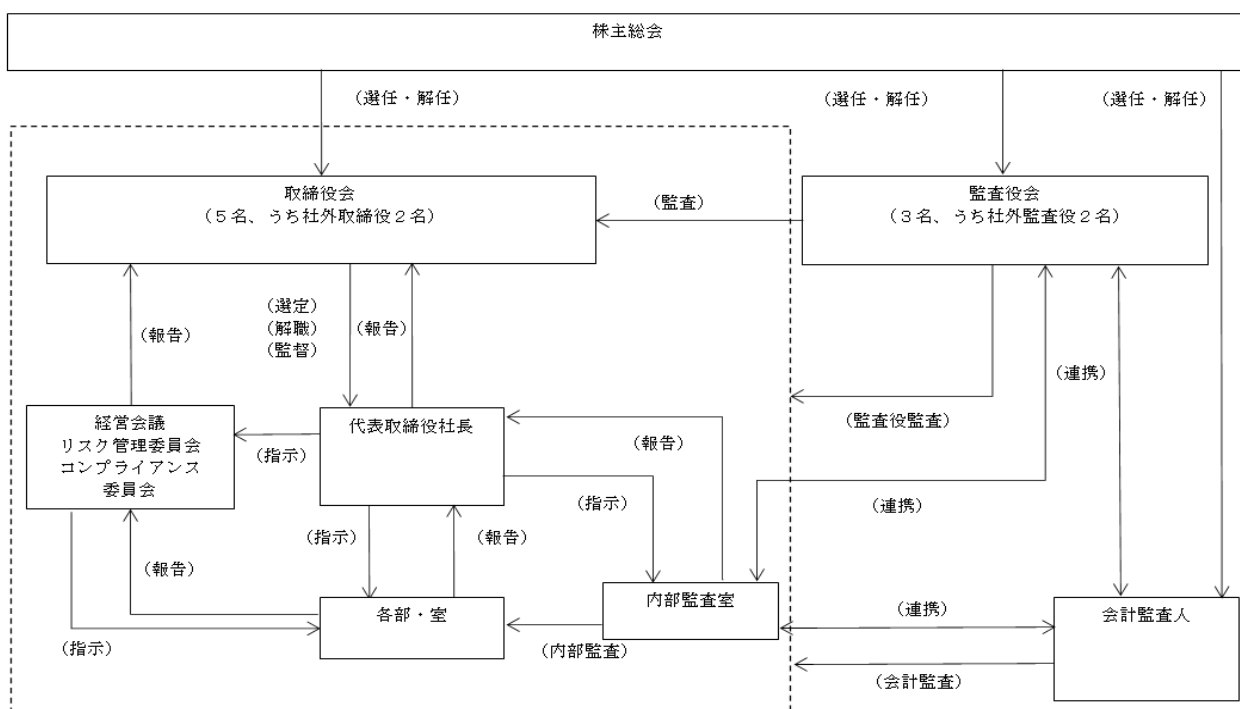 株主総会
(選任・解任)
(選任・解任)
(選任・解任)
取締役会
(5名、うち社外取締役2名)
(監査)
監査役会
(3名、うち社外監査役2名)
(選定)
(解職)
(監督)
(報告)
(報告)
(連携)
経営会議
リスク管理委員会
コンプライアンス
委員会
(指示)
代表取締役社長
(報告)
(監査役監査)
(指示)
(連携)
(指示)
(報告)
(報告)
各部・室
内部監査室
(連携)
会計監査人
(指示)
(内部監査)
(会計監査)